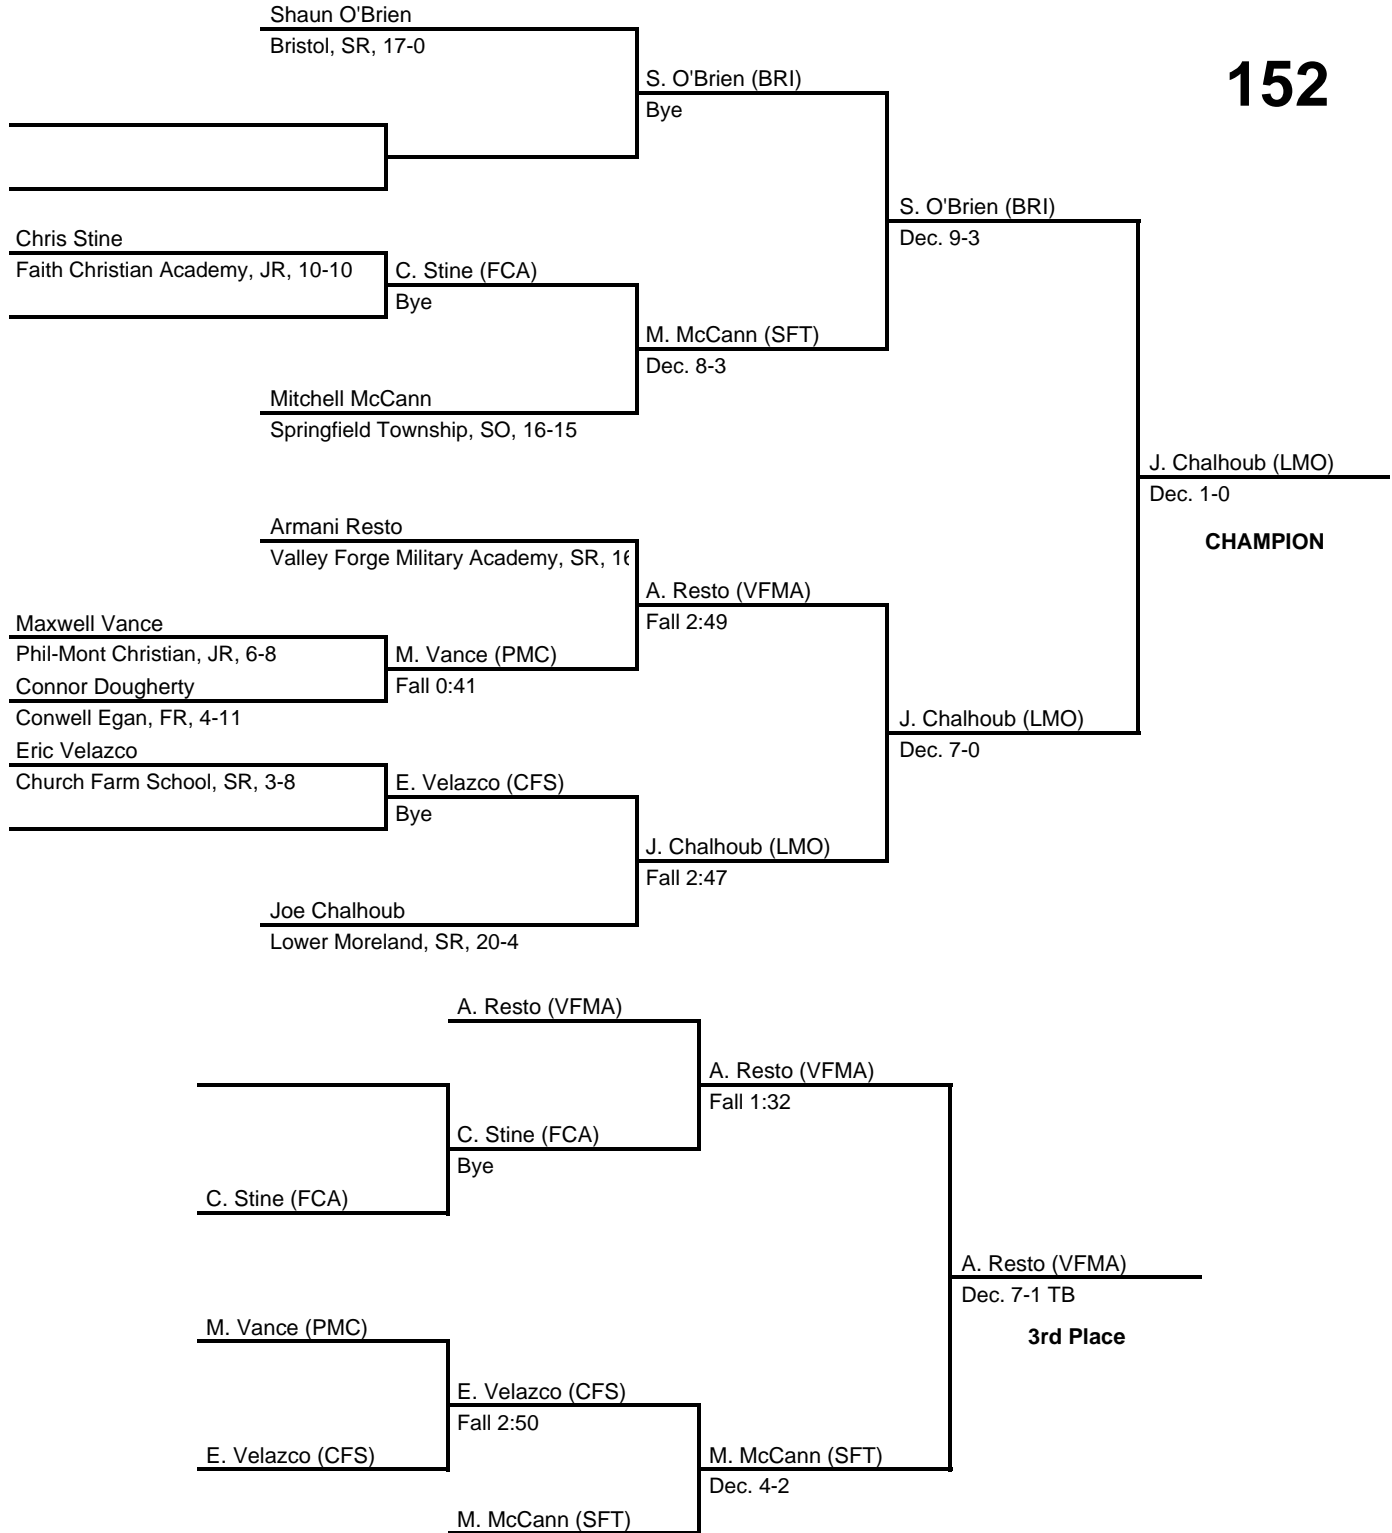 Shaun O'Brien
Bristol, SR, 17-0
152
S. O'Brien (BRI)
Bye
S. O'Brien (BRI)
Dec. 9-3
Chris Stine
Faith Christian Academy, JR, 10-10
C. Stine (FCA)
Bye
M. McCann (SFT)
Dec. 8-3
Mitchell McCann
Springfield Township, SO, 16-15
J. Chalhoub (LMO)
Dec. 1-0
CHAMPION
Armani Resto
Valley Forge Military Academy, SR, 16
A. Resto (VFMA)
Fall 2:49
Maxwell Vance
Phil-Mont Christian, JR, 6-8
M. Vance (PMC)
Fall 0:41
Connor Dougherty
Conwell Egan, FR, 4-11
J. Chalhoub (LMO)
Dec. 7-0
Eric Velazco
Church Farm School, SR, 3-8
E. Velazco (CFS)
Bye
J. Chalhoub (LMO)
Fall 2:47
Joe Chalhoub
Lower Moreland, SR, 20-4
A. Resto (VFMA)
A. Resto (VFMA)
Fall 1:32
C. Stine (FCA)
Bye
C. Stine (FCA)
A. Resto (VFMA)
Dec. 7-1 TB
3rd Place
M. Vance (PMC)
E. Velazco (CFS)
Fall 2:50
E. Velazco (CFS)
M. McCann (SFT)
Dec. 4-2
M. McCann (SFT)